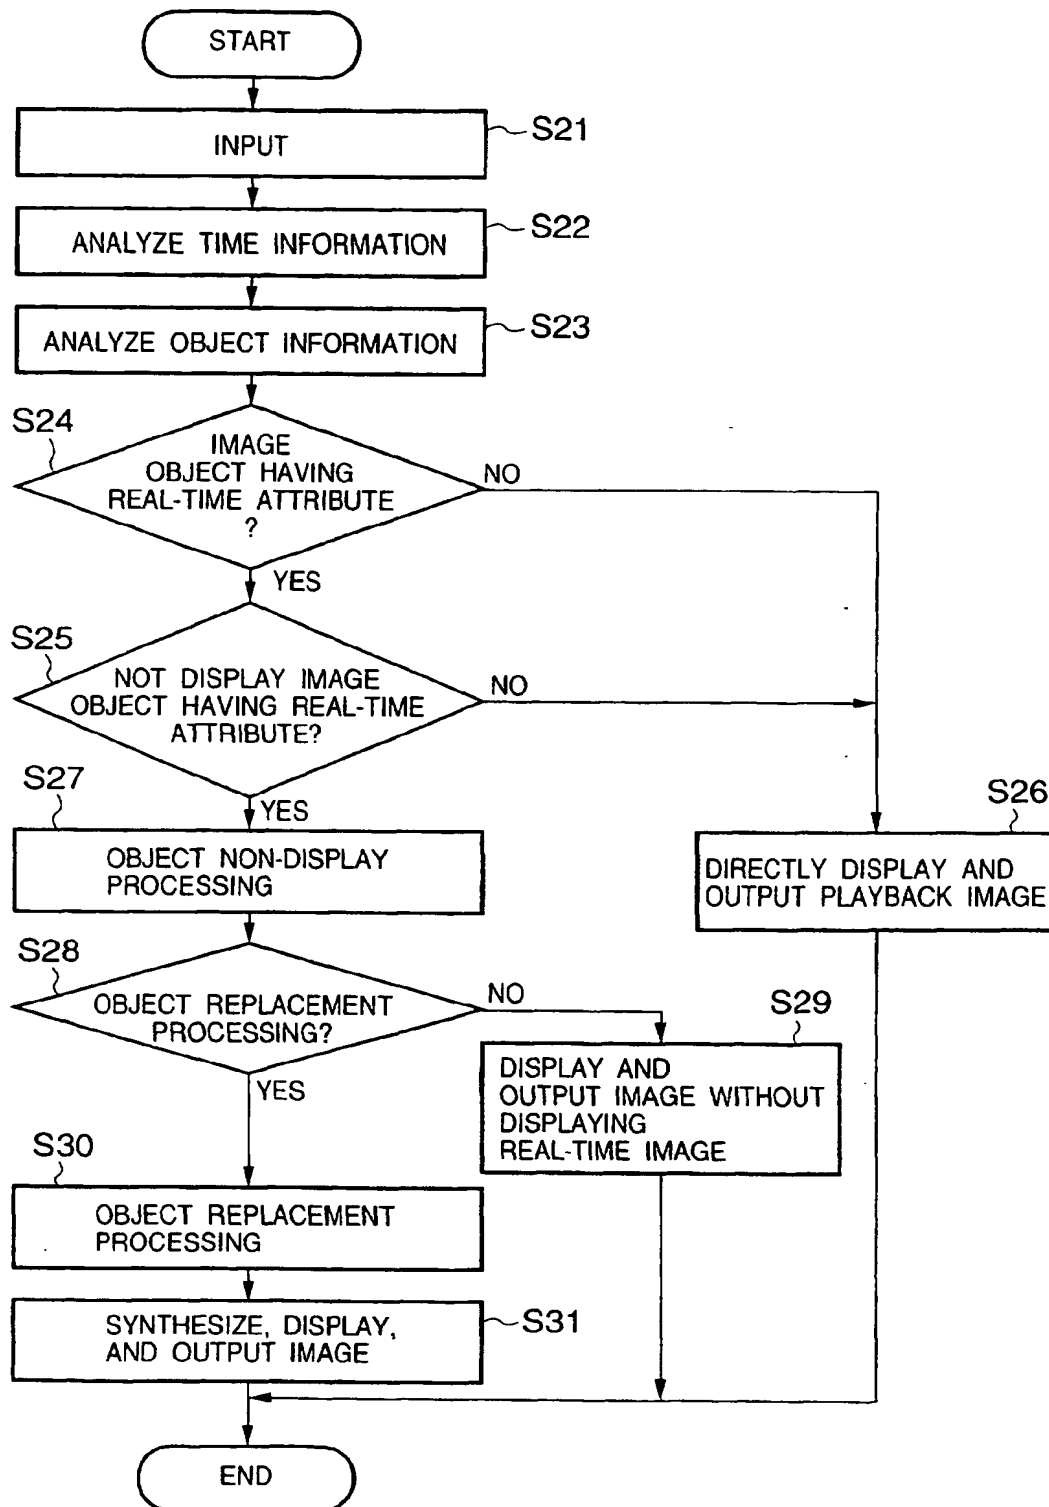 START
INPUT
S21
ANALYZE TIME INFORMATION
S22
ANALYZE OBJECT INFORMATION
S23
S24
IMAGE
OBJECT HAVING
REAL-TIME ATTRIBUTE
?
NO
YES
S25
NOT DISPLAY IMAGE
OBJECT HAVING REAL-TIME
ATTRIBUTE?
NO
YES
S27
OBJECT NON-DISPLAY
PROCESSING
S26
DIRECTLY DISPLAY AND
OUTPUT PLAYBACK IMAGE
S28
OBJECT REPLACEMENT
PROCESSING?
NO
YES
S29
DISPLAY AND
OUTPUT IMAGE WITHOUT
DISPLAYING
REAL-TIME IMAGE
S30
OBJECT REPLACEMENT
PROCESSING
SYNTHESIZE, DISPLAY,
AND OUTPUT IMAGE
S31
END